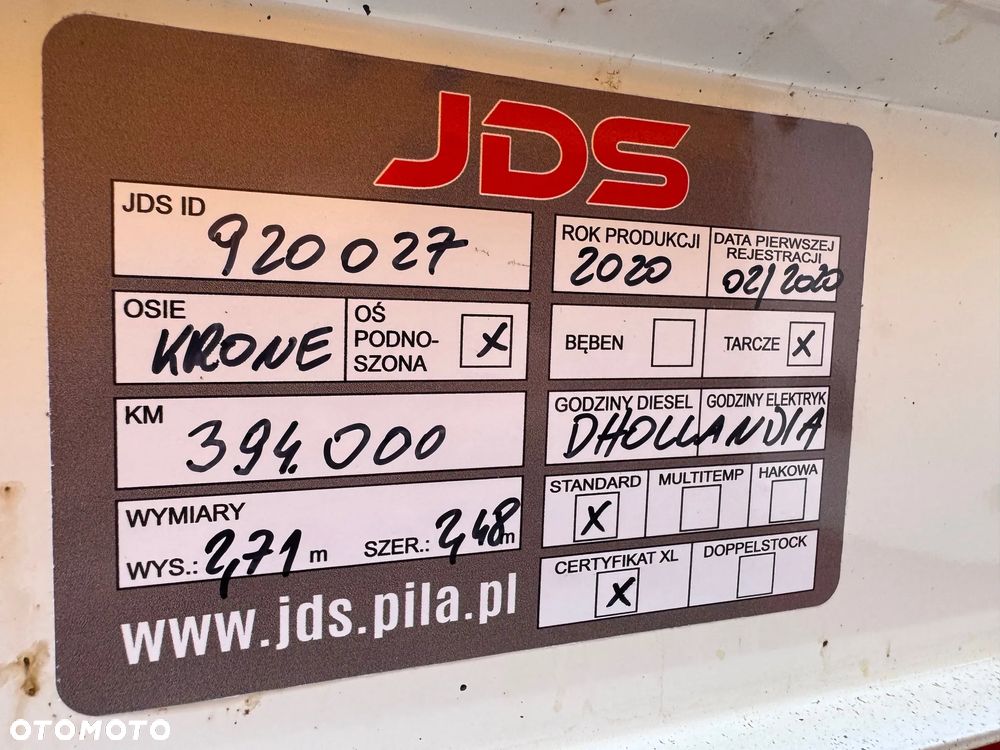 JDS
JDS ID
920027
ROK PRODUKCJI
2020
DATA PIERWSZEJ
REJESTRACJI
02/2020
OSIE
KRONE
OŚ
PODNO-
SZONA
X
BĘBEN
TARCZE X
KM
394.000
GODZINY DIESEL GODZINY ELEKTRYK
DHOLLANDIA
STANDARD
X
MULTITEMP
HAKOWA
WYMIARY
WYS.: 2,71 m SZER.: 2,48 m
CERTYFIKAT XL
X
DOPPELSTOCK
www.jds.pila.pl
OTOMOTO